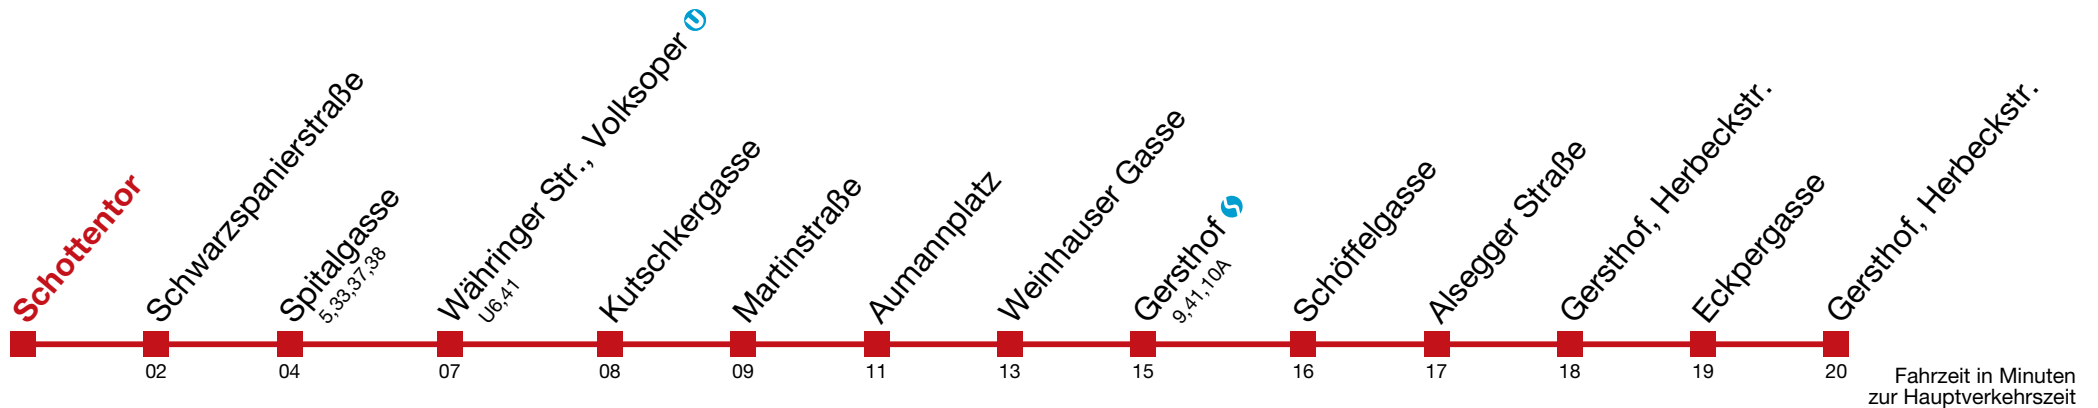 Schottentor
Schwarzspanierstraße
02
Spitalgasse
5,33,37,38
04
Währinger Str., Volksoper U
U6,41
07
Kutschkergasse
08
Martinstraße
09
Aumannplatz
11
Weinhauser Gasse
13
Gersthof S
9,41,10A
15
Schöffelgasse
16
Alsegger Straße
17
Gersthof, Herbeckstr.
18
Eckpergasse
19
Gersthof, Herbeckstr.
20
Fahrzeit in Minuten
zur Hauptverkehrszeit